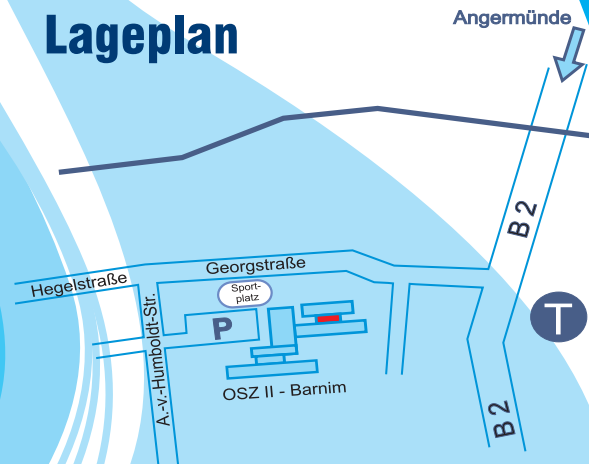 Lageplan
Angermünde
B 2
Georgstraße
Hegelstraße
Sport-
platz
A.-v.-Humboldt-Str.
P
T
OSZ II - Barnim
B 2